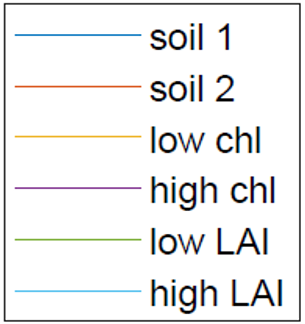 soil 1
soil 2
low chl
high chl
low LAI
high LAI